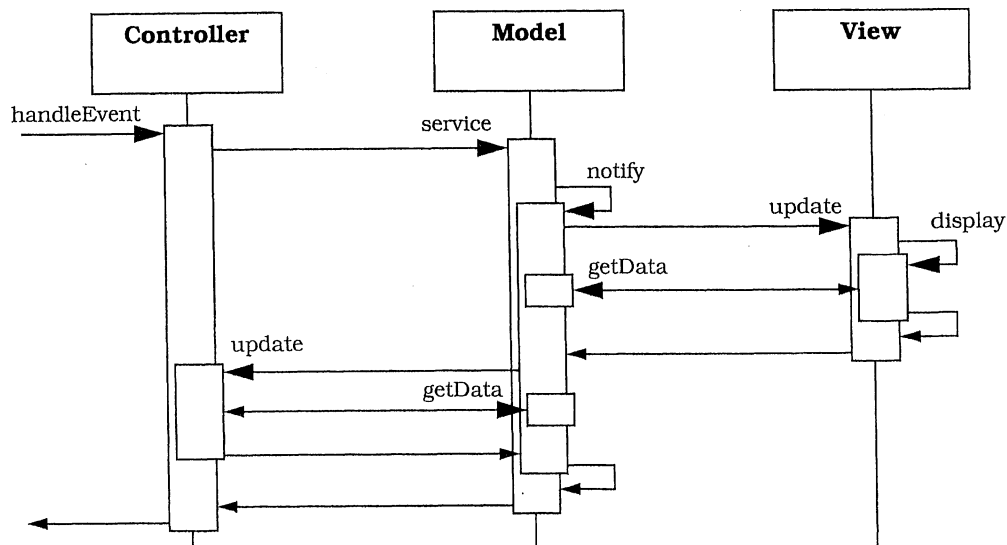 Controller
Model
View
handleEvent
service
notify
update
display
getData
update
getData